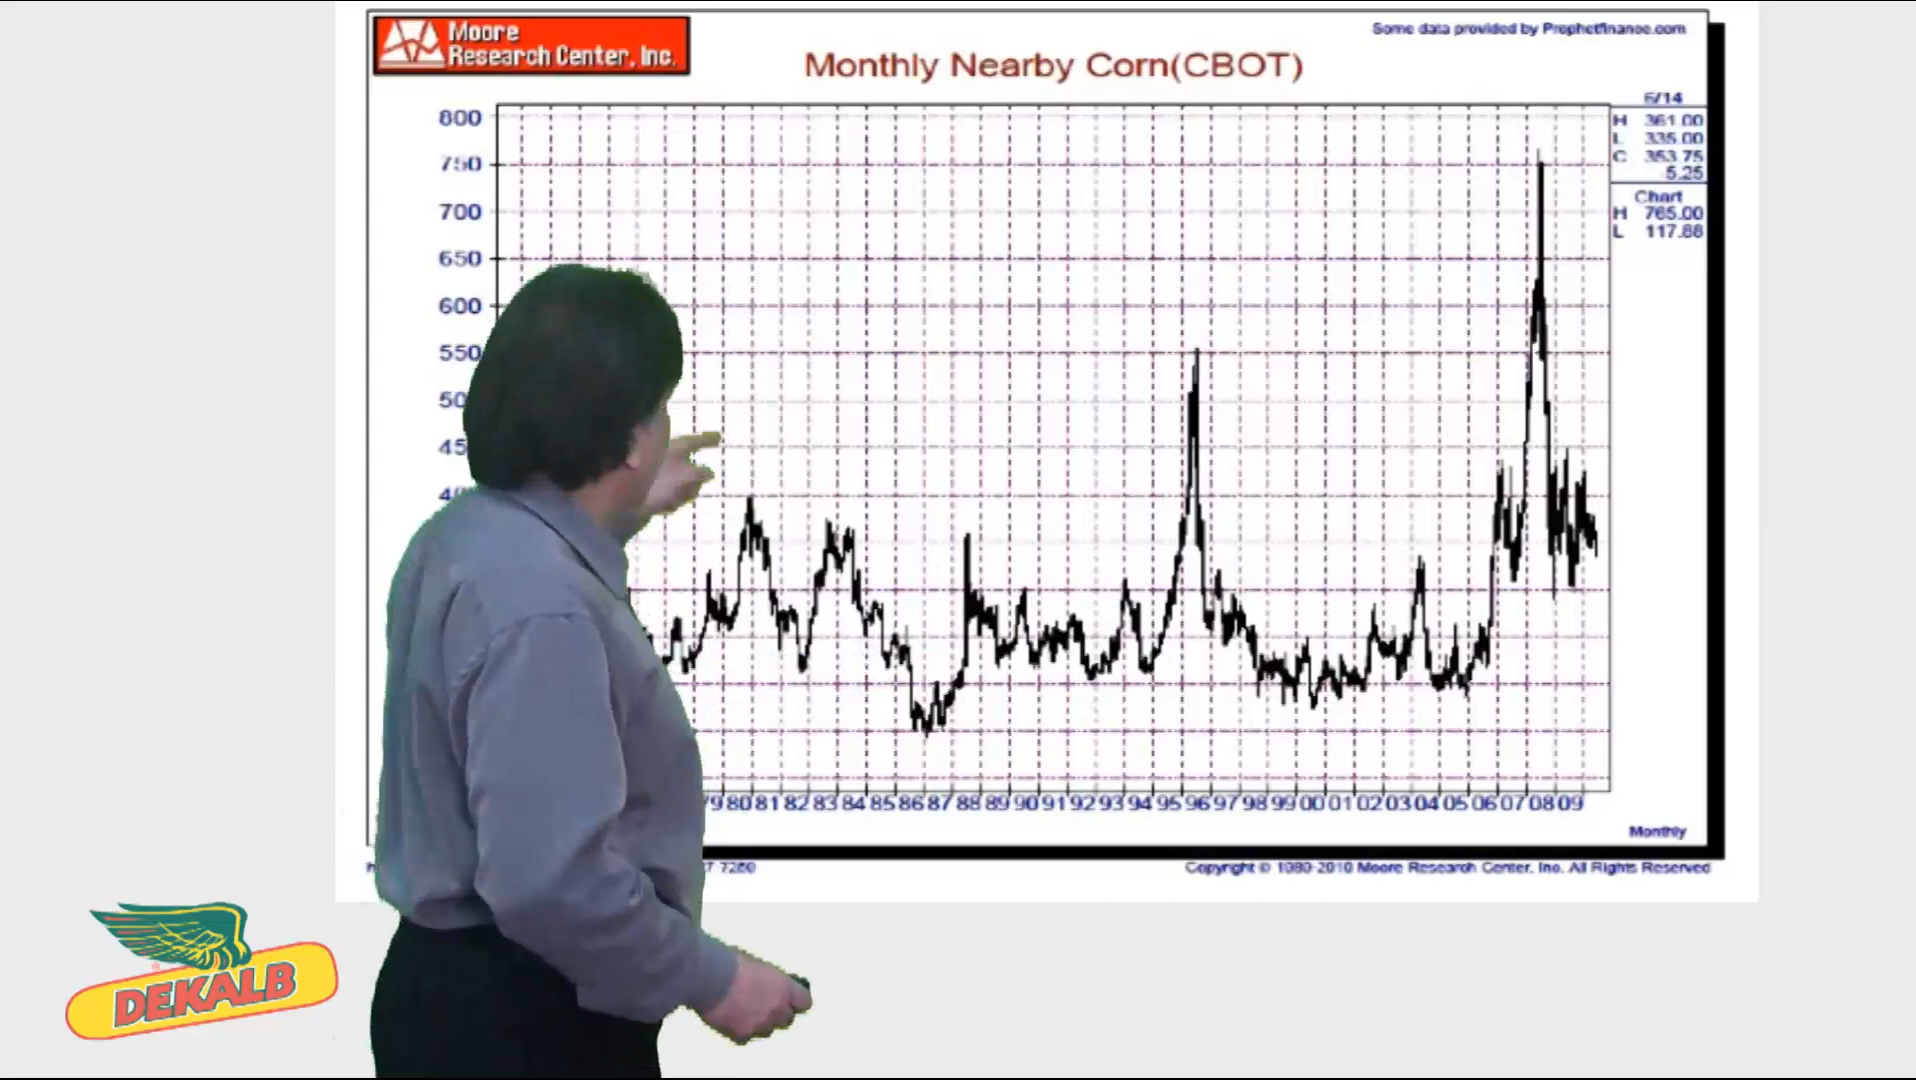 Moore
Research Center, Inc.
Some data provided by Prophetfinance.com
Monthly Nearby Corn(CBOT)
6/14
H 361.00
L 335.00
C 353.75
5.25
Chart
H 765.00
L 117.88
800
750
700
650
600
550
79 80 81 82 83 84 85 86 87 88 89 90 91 92 93 94 95 96 97 98 99 00 01 02 03 04 05 06 07 08 09
Monthly
Copyright © 1989-2010 Moore Research Center, Inc. All Rights Reserved
DEKALB